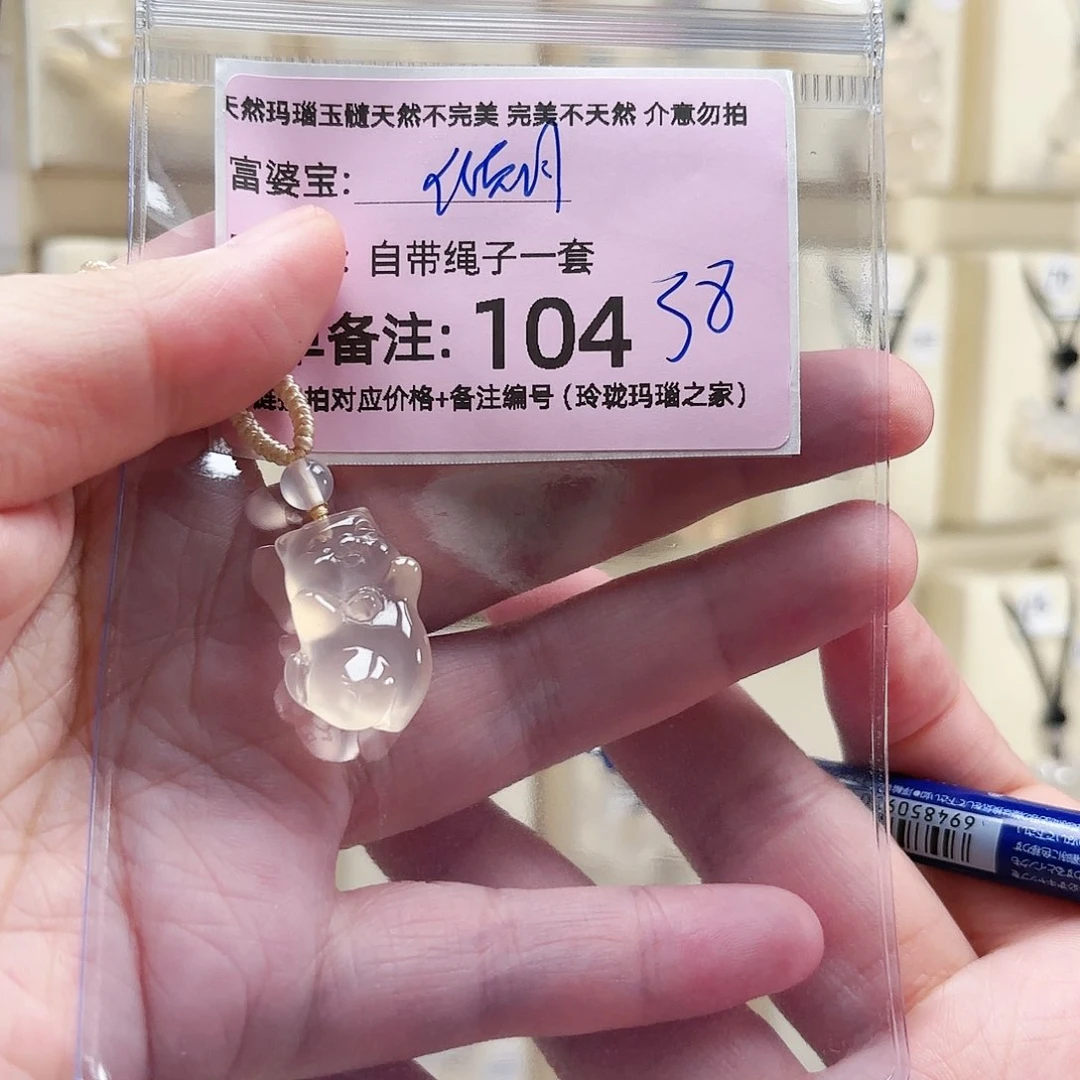 天然玛瑙玉髓天然不完美 完美不天然 介意勿拍
富婆宝:
: 自带绳子一套
备注: 104 58
拍对应价格+备注编号 (玲珑玛瑙之家)
6948509